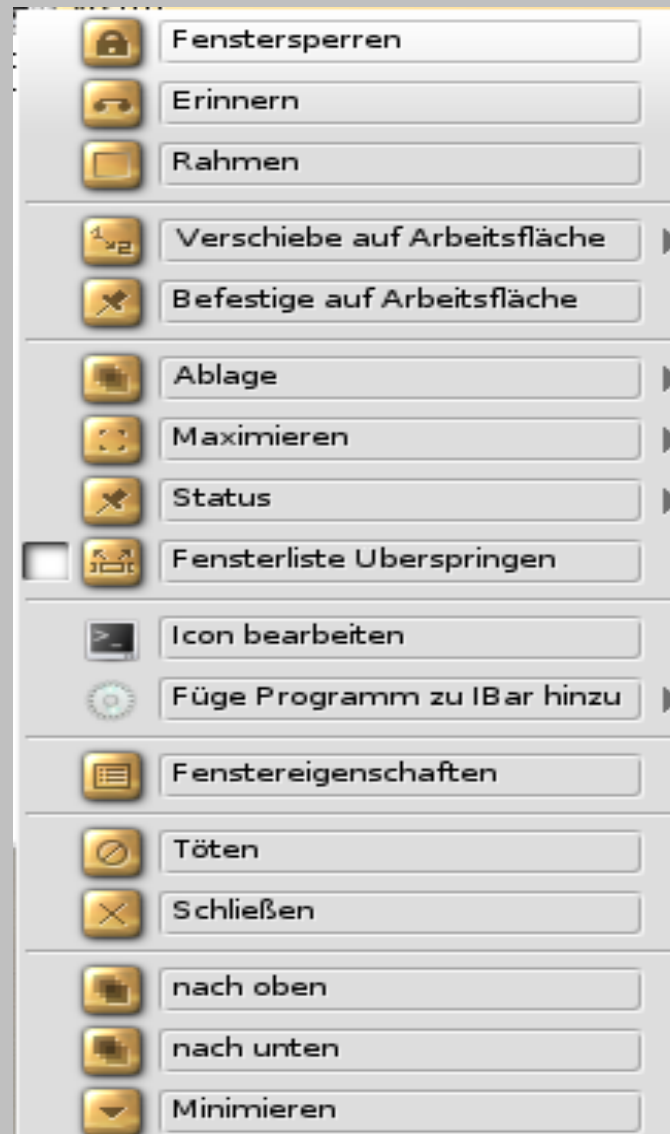 Fenstersperren
Erinnern
Rahmen
Verschiebe auf Arbeitsfläche
Befestige auf Arbeitsfläche
Ablage
Maximieren
Status
Fensterliste Uberspringen
Icon bearbeiten
Füge Programm zu IBar hinzu
Fenstereigenschaften
Töten
Schließen
nach oben
nach unten
Minimieren